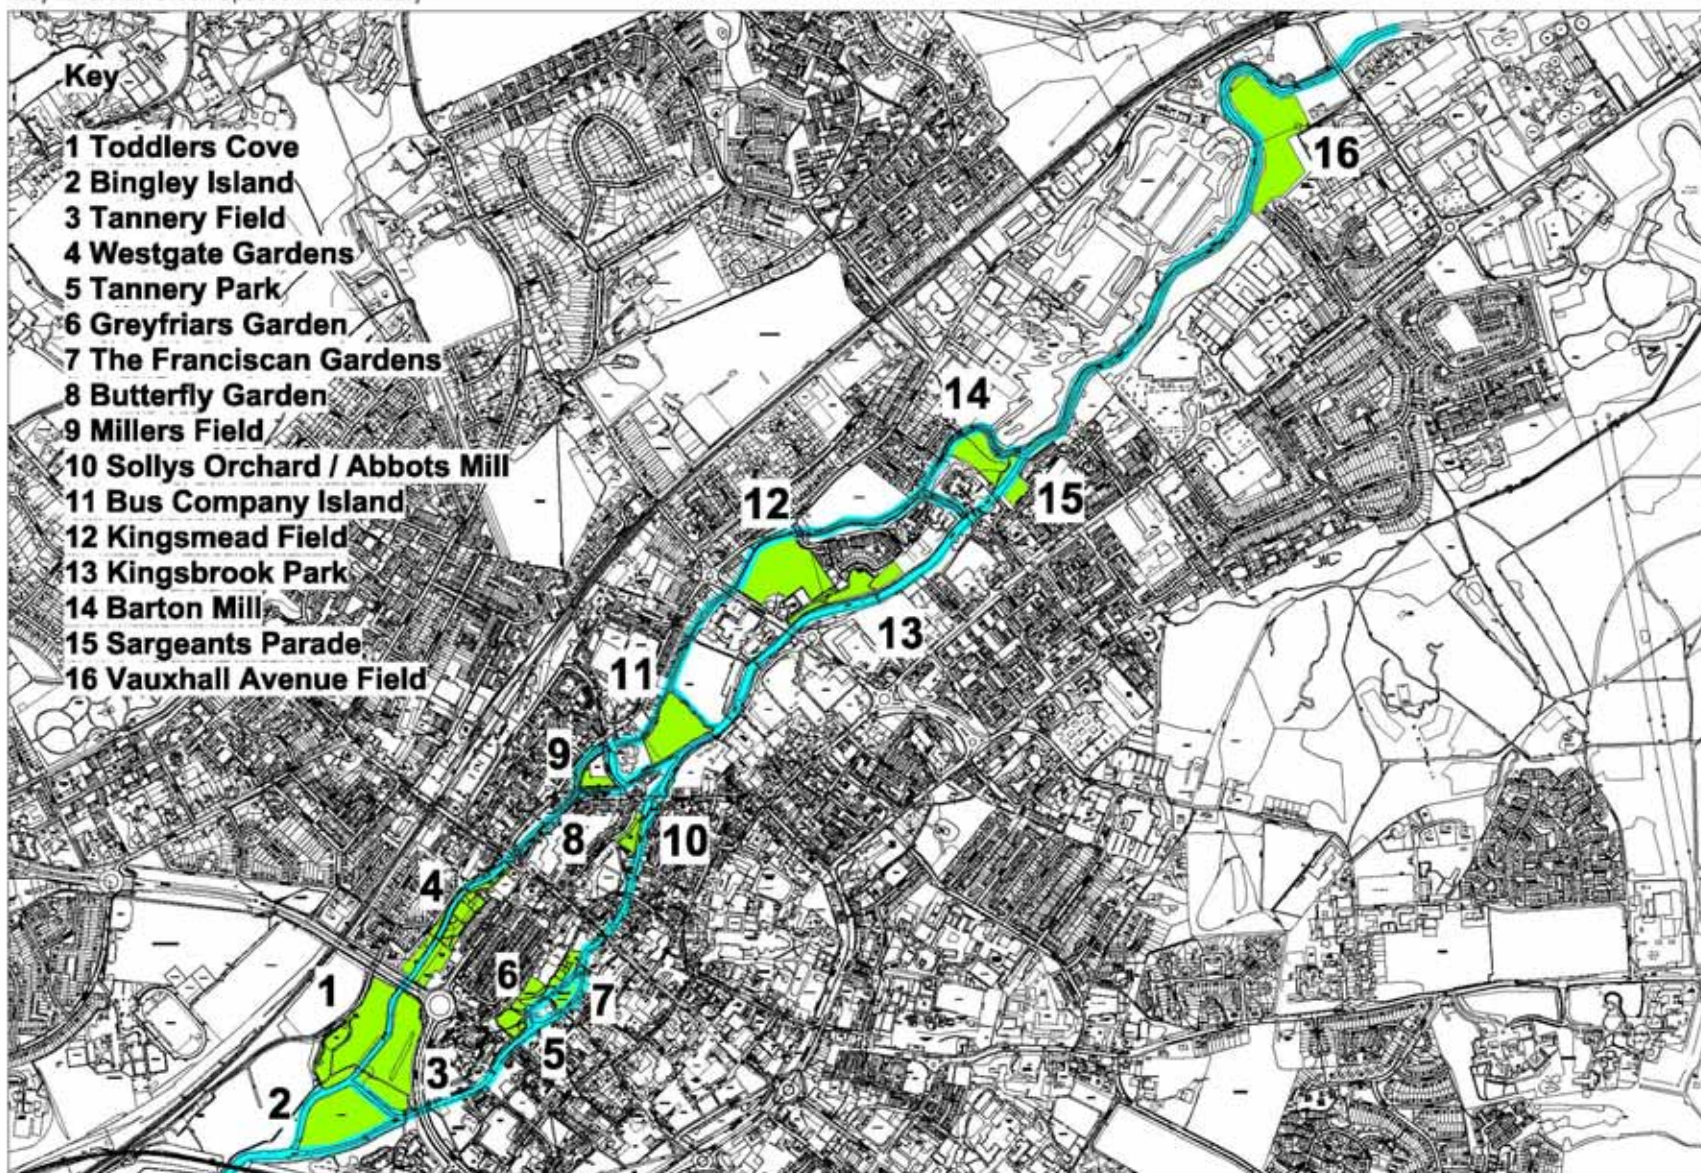 Key
1 Toddlers Cove
2 Bingley Island
3 Tannery Field
4 Westgate Gardens
5 Tannery Park
6 Greyfriars Garden
7 The Franciscan Gardens
8 Butterfly Garden
9 Millers Field
10 Sollys Orchard / Abbots Mill
11 Bus Company Island
12 Kingsmead Field
13 Kingsbrook Park
14 Barton Mill
15 Sargeants Parade
16 Vauxhall Avenue Field
16
14
15
12
13
11
9
8
10
4
6
7
1
5
3
2